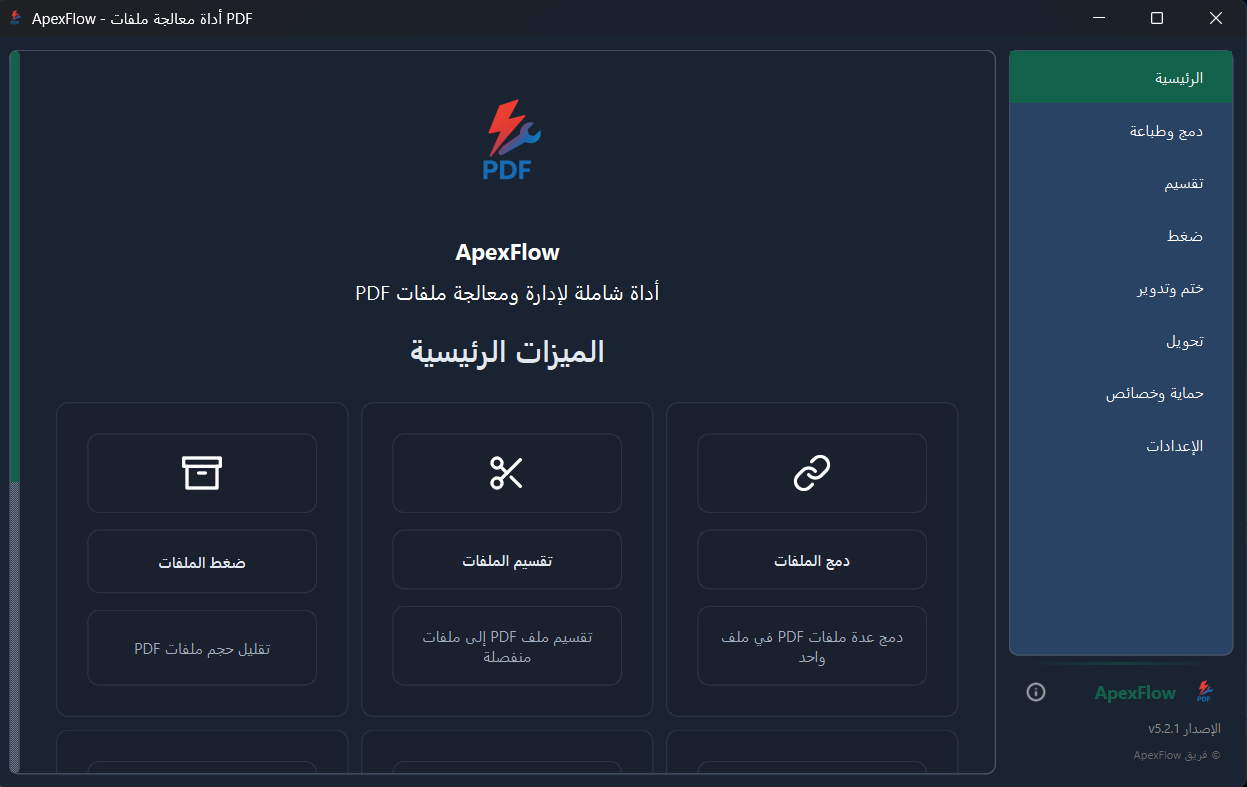 ApexFlow - أداة معالجة ملفات PDF
الرئيسية
دمج وطباعة
تقسيم
ضغط
ختم وتدوير
تحويل
حماية وخصائص
الإعدادات
PDF
ApexFlow
أداة شاملة لإدارة ومعالجة ملفات PDF
الميزات الرئيسية
دمج الملفات
دمج عدة ملفات PDF في ملف
واحد
تقسيم الملفات
تقسيم ملف PDF إلى ملفات
منفصلة
ضغط الملفات
تقليل حجم ملفات PDF
PDF
ApexFlow
الإصدار v5.2.1
© فريق ApexFlow